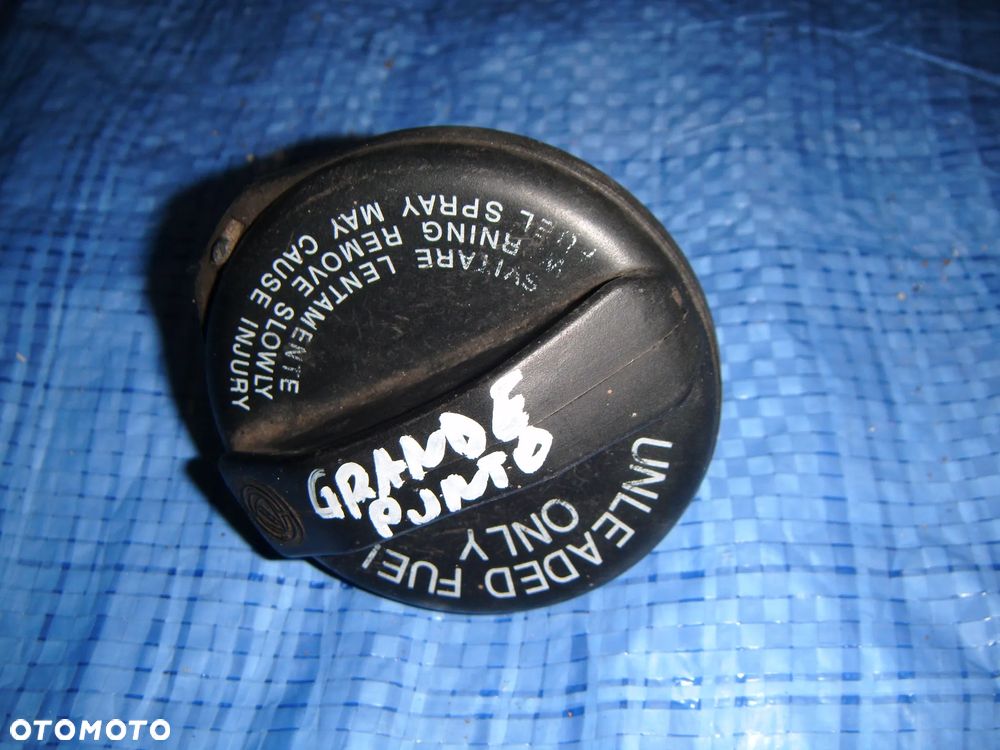 SVITARE LENTAMENTE
WARNING REMOVE SLOWLY
FUEL SPRAY MAY CAUSE INJURY
GRANDE
PUNTO
UNLEADED FUEL
ONLY
OTOMOTO